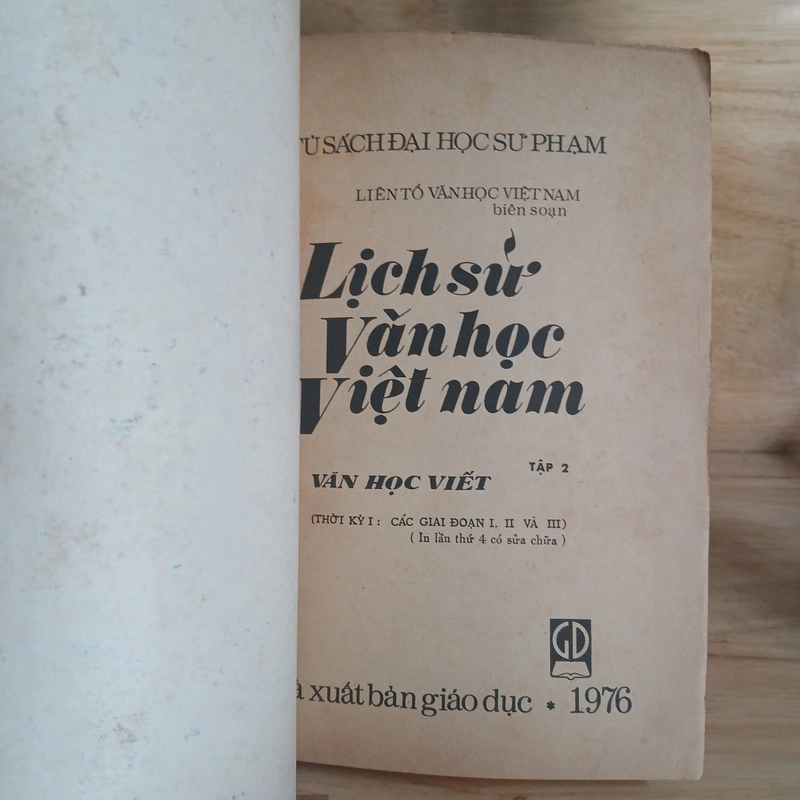 TỦ SÁCH ĐẠI HỌC SƯ PHẠM
LIÊN TỔ VĂN HỌC VIỆT NAM
biên soạn
Lịch sử
Văn học
Việt nam
TẬP 2
VĂN HỌC VIẾT
(THỜI KỲ I: CÁC GIAI ĐOẠN I, II VÀ III)
( In lần thứ 4 có sửa chữa )
GD
xuất bản giáo dục * 1976